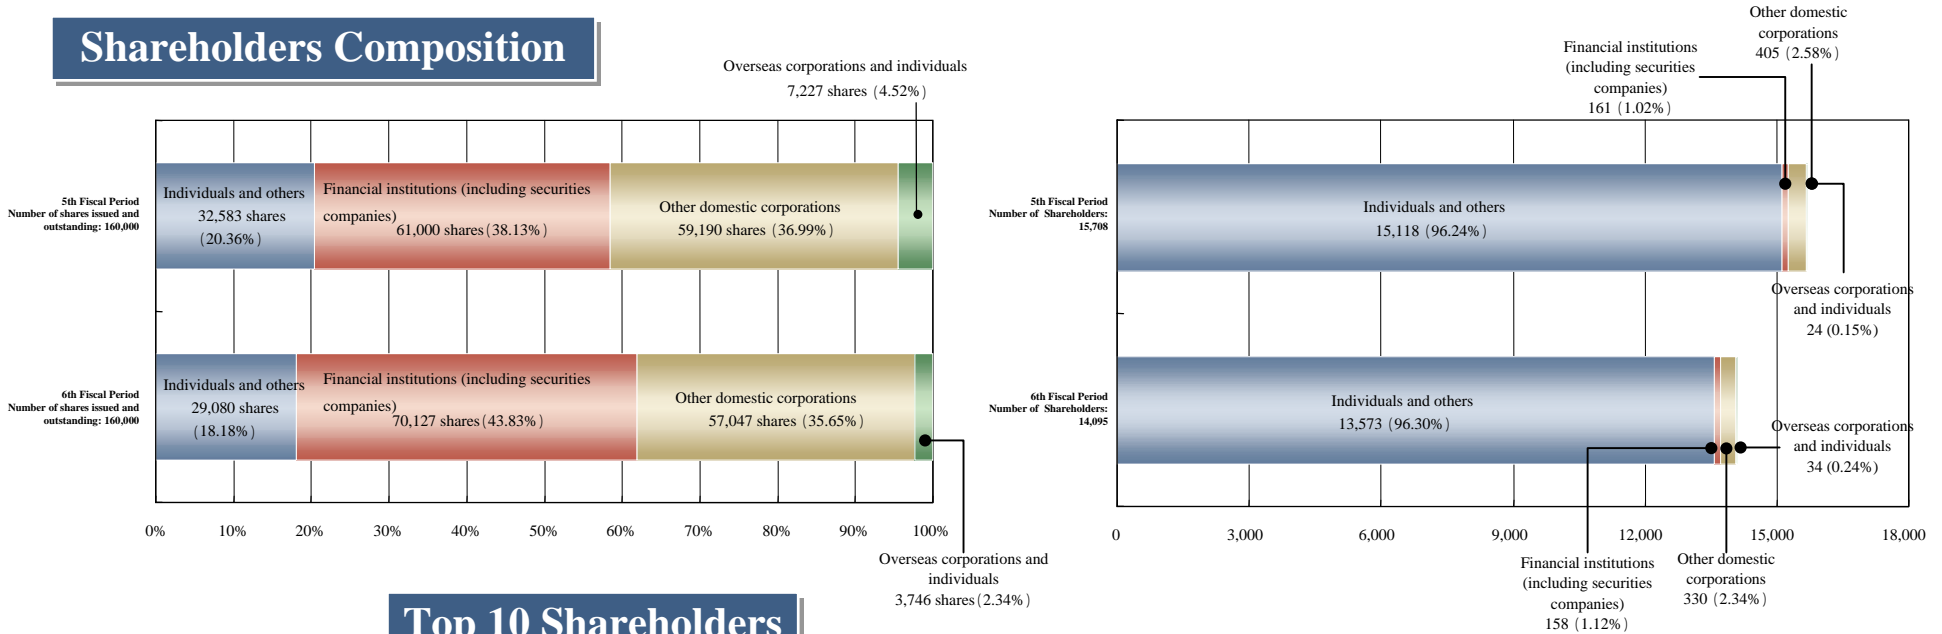 Shareholders Composition
Overseas corporations and individuals
7,227 shares (4.52%)
5th Fiscal Period
Number of shares issued and
outstanding: 160,000
Individuals and others
32,583 shares
(20.36%)
Financial institutions (including securities
companies)
61,000 shares(38.13%)
Other domestic corporations
59,190 shares (36.99%)
6th Fiscal Period
Number of shares issued and
outstanding: 160,000
Individuals and others
29,080 shares
(18.18%)
Financial institutions (including securities
companies)
70,127 shares(43.83%)
Other domestic corporations
57,047 shares (35.65%)
0% 10% 20% 30% 40% 50% 60% 70% 80% 90% 100%
Overseas corporations and
individuals
3,746 shares(2.34%)
Other domestic
corporations
405 (2.58%)
Financial institutions
(including securities
companies)
161 (1.02%)
5th Fiscal Period
Number of Shareholders:
15,708
Individuals and others
15,118 (96.24%)
Overseas corporations
and individuals
24 (0.15%)
6th Fiscal Period
Number of Shareholders:
14,095
Individuals and others
13,573 (96.30%)
Overseas corporations
and individuals
34 (0.24%)
0 3,000 6,000 9,000 12,000 15,000 18,000
Financial institutions
(including securities
companies)
158 (1.12%)
Other domestic
corporations
330 (2.34%)
Top 10 Shareholders